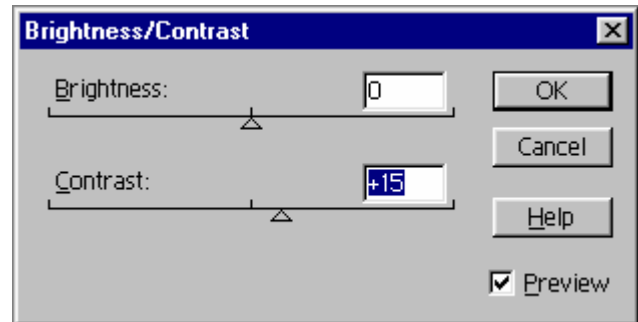 Brightness/Contrast
Brightness: 0
OK
Cancel
Contrast: +15
Help
Preview